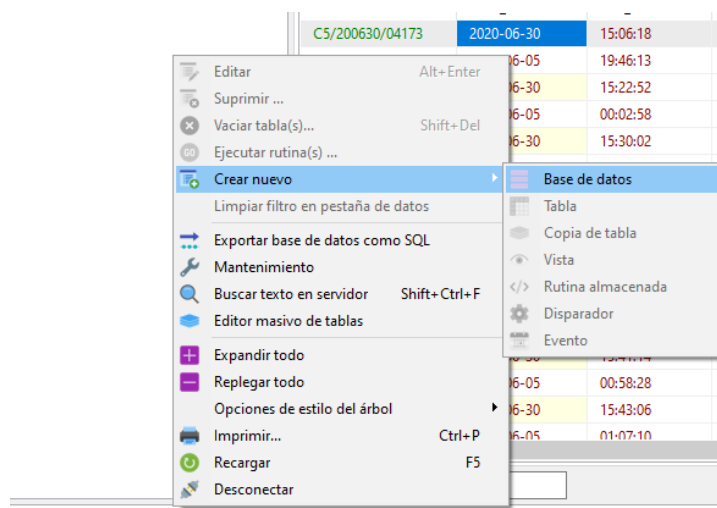 C5/200630/04173 2020-06-30 15:06:18
06-05 19:46:13
Editar Alt+Enter
06-30 15:22:52
Suprimir ...
06-05 00:02:58
Vaciar tabla(s)... Shift+Del
06-30 15:30:02
Ejecutar rutina(s) ...
Crear nuevo
Base de datos
Limpiar filtro en pestaña de datos
Tabla
Copia de tabla
Exportar base de datos como SQL
Vista
Mantenimiento
Rutina almacenada
Buscar texto en servidor Shift+Ctrl+F
Disparador
Editor masivo de tablas
Evento
Expandir todo
Replegar todo
06-05 00:58:28
Opciones de estilo del árbol
06-30 15:43:06
Imprimir... Ctrl+P
06-05 01:07:10
Recargar F5
Desconectar